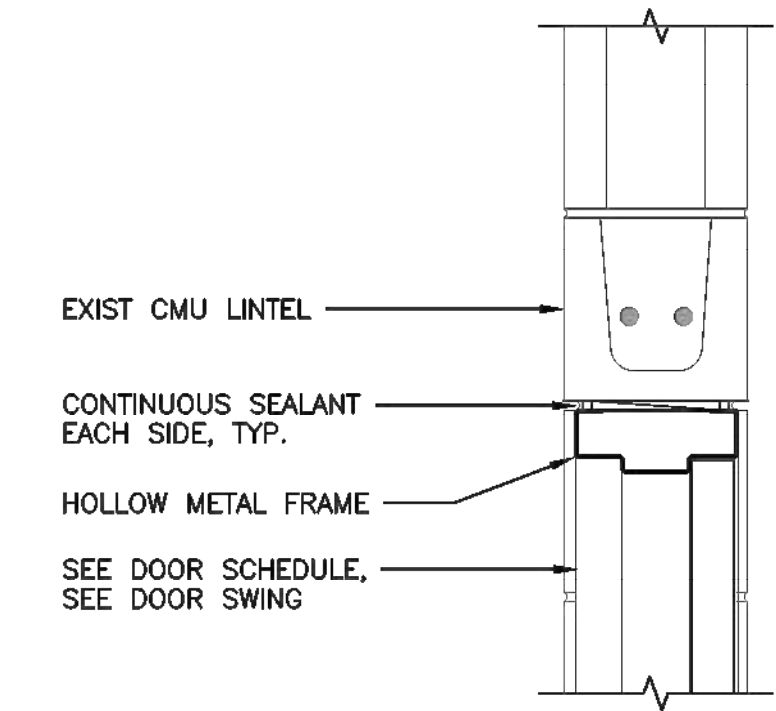 EXIST CMU LINTEL
CONTINUOUS SEALANT
EACH SIDE, TYP.
HOLLOW METAL FRAME
SEE DOOR SCHEDULE,
SEE DOOR SWING